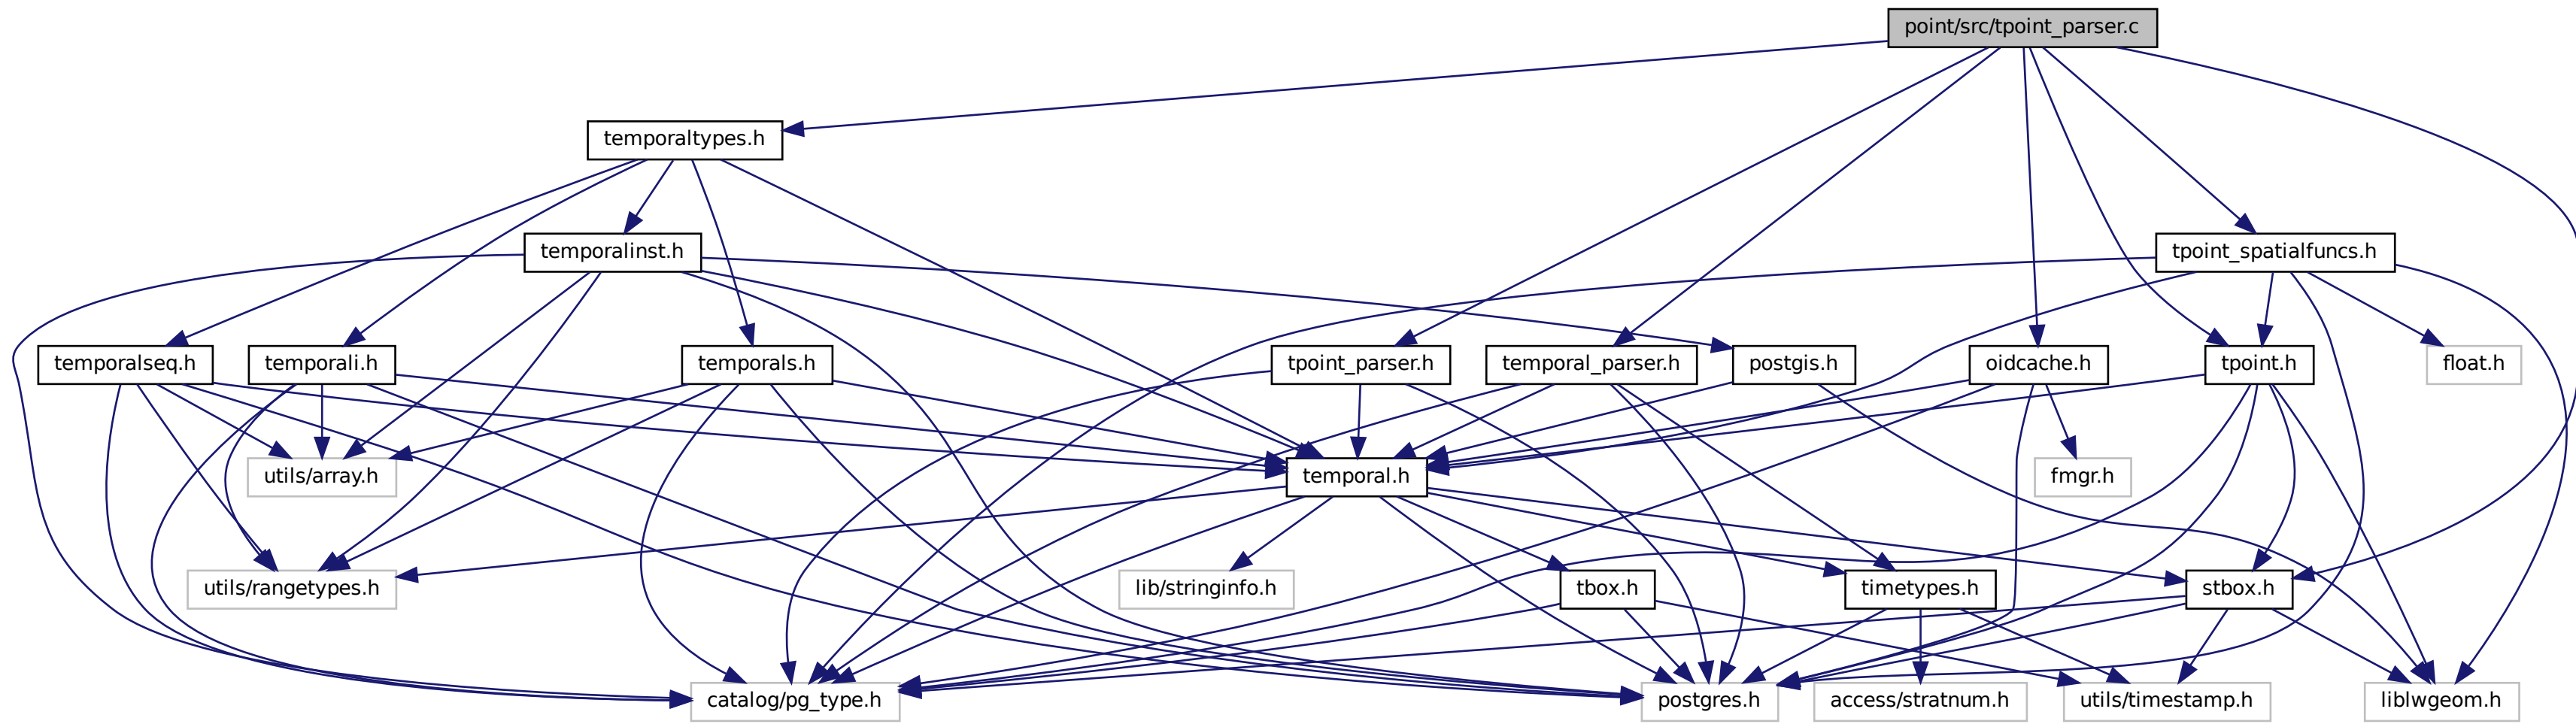 point/src/tpoint_parser.c
temporaltypes.h
temporalinst.h
tpoint_spatialfuncs.h
temporalseq.h
temporali.h
temporals.h
tpoint_parser.h
temporal_parser.h
postgis.h
oidcache.h
tpoint.h
float.h
utils/array.h
temporal.h
fmgr.h
utils/rangetypes.h
lib/stringinfo.h
tbox.h
timetypes.h
stbox.h
catalog/pg_type.h
postgres.h
access/stratnum.h
utils/timestamp.h
liblwgeom.h